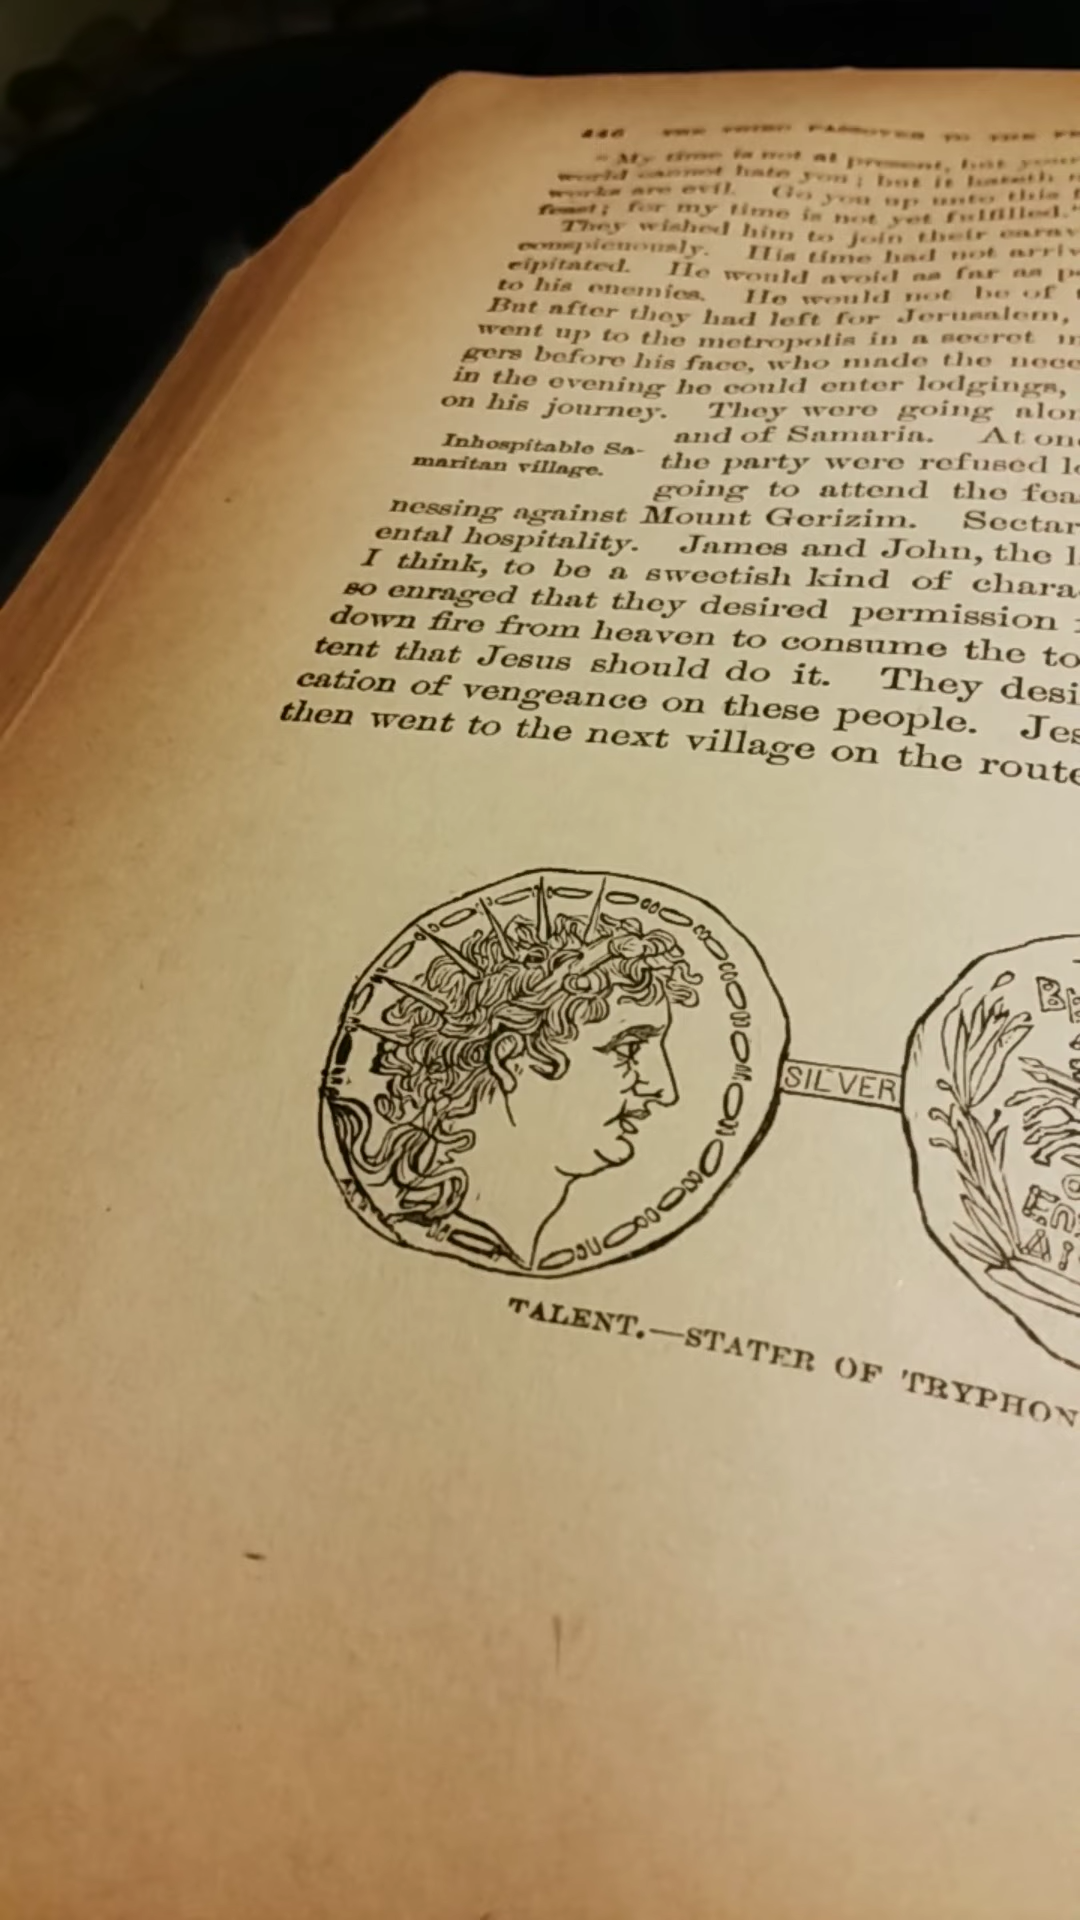 446 THE THIRD PASSOVER TO THE
"My time is not at present, but your
world cannot hate you; but it hateth
works are evil. Go you up unto this
feast; for my time is not yet fulfilled."
They wished him to join their carav
conspicuously. His time had not arriv
cipitated. He would avoid as far as p
to his enemies. He would not be of
But after they had left for Jerusalem,
went up to the metropolis in a secret m
gers before his face, who made the nece
in the evening he could enter lodgings,
on his journey. They were going alon
Inhospitable Sa-
maritan village.
and of Samaria. At on
the party were refused l
going to attend the fea
nessing against Mount Gerizim. Sectar
ental hospitality. James and John, the l
I think, to be a sweetish kind of chara
so enraged that they desired permission
down fire from heaven to consume the to
tent that Jesus should do it. They desi
cation of vengeance on these people. Jes
then went to the next village on the route
SILVER
TALENT.—STATER OF TRYPHON